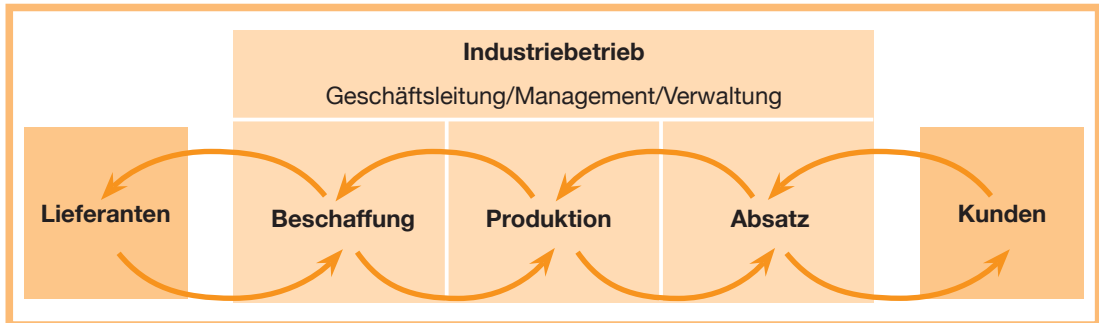 Industriebetrieb
Geschäftsleitung/Management/Verwaltung
Lieferanten
Beschaffung
Produktion
Absatz
Kunden